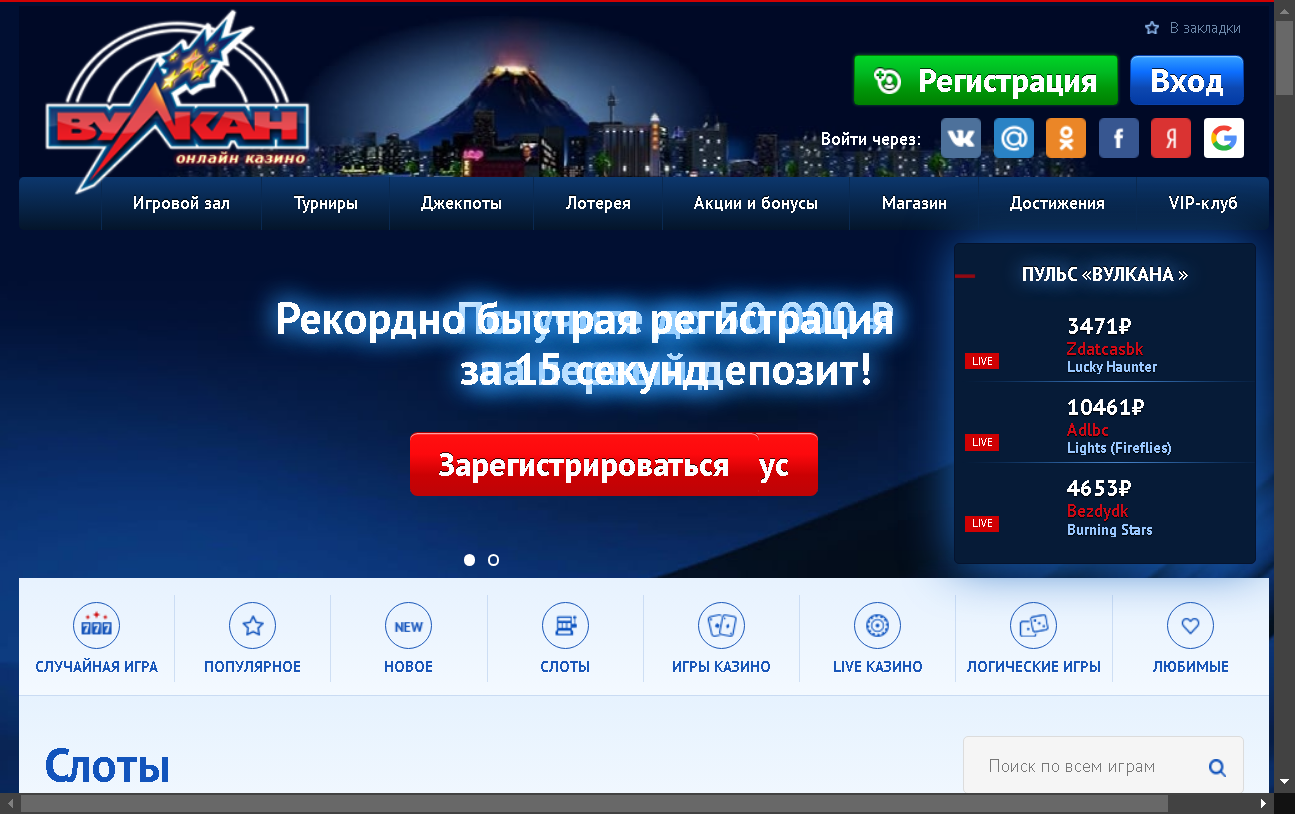 ВУЛКАН
онлайн казино
В закладки
Регистрация
Вход
Войти через:
Игровой зал
Турниры
Джекпоты
Лотерея
Акции и бонусы
Магазин
Достижения
VIP-клуб
Рекордно быстрая регистрация
за 15 секунд
депозит!
Зарегистрироваться
ус
ПУЛЬС «ВУЛКАНА »
3471₽
Zdatcasbk
LIVE
Lucky Haunter
10461₽
Adlbc
LIVE
Lights (Fireflies)
4653₽
Bezdydk
LIVE
Burning Stars
777
NEW
СЛУЧАЙНАЯ ИГРА
ПОПУЛЯРНОЕ
НОВОЕ
СЛОТЫ
ИГРЫ КАЗИНО
LIVE КАЗИНО
ЛОГИЧЕСКИЕ ИГРЫ
ЛЮБИМЫЕ
Слоты
Поиск по всем играм